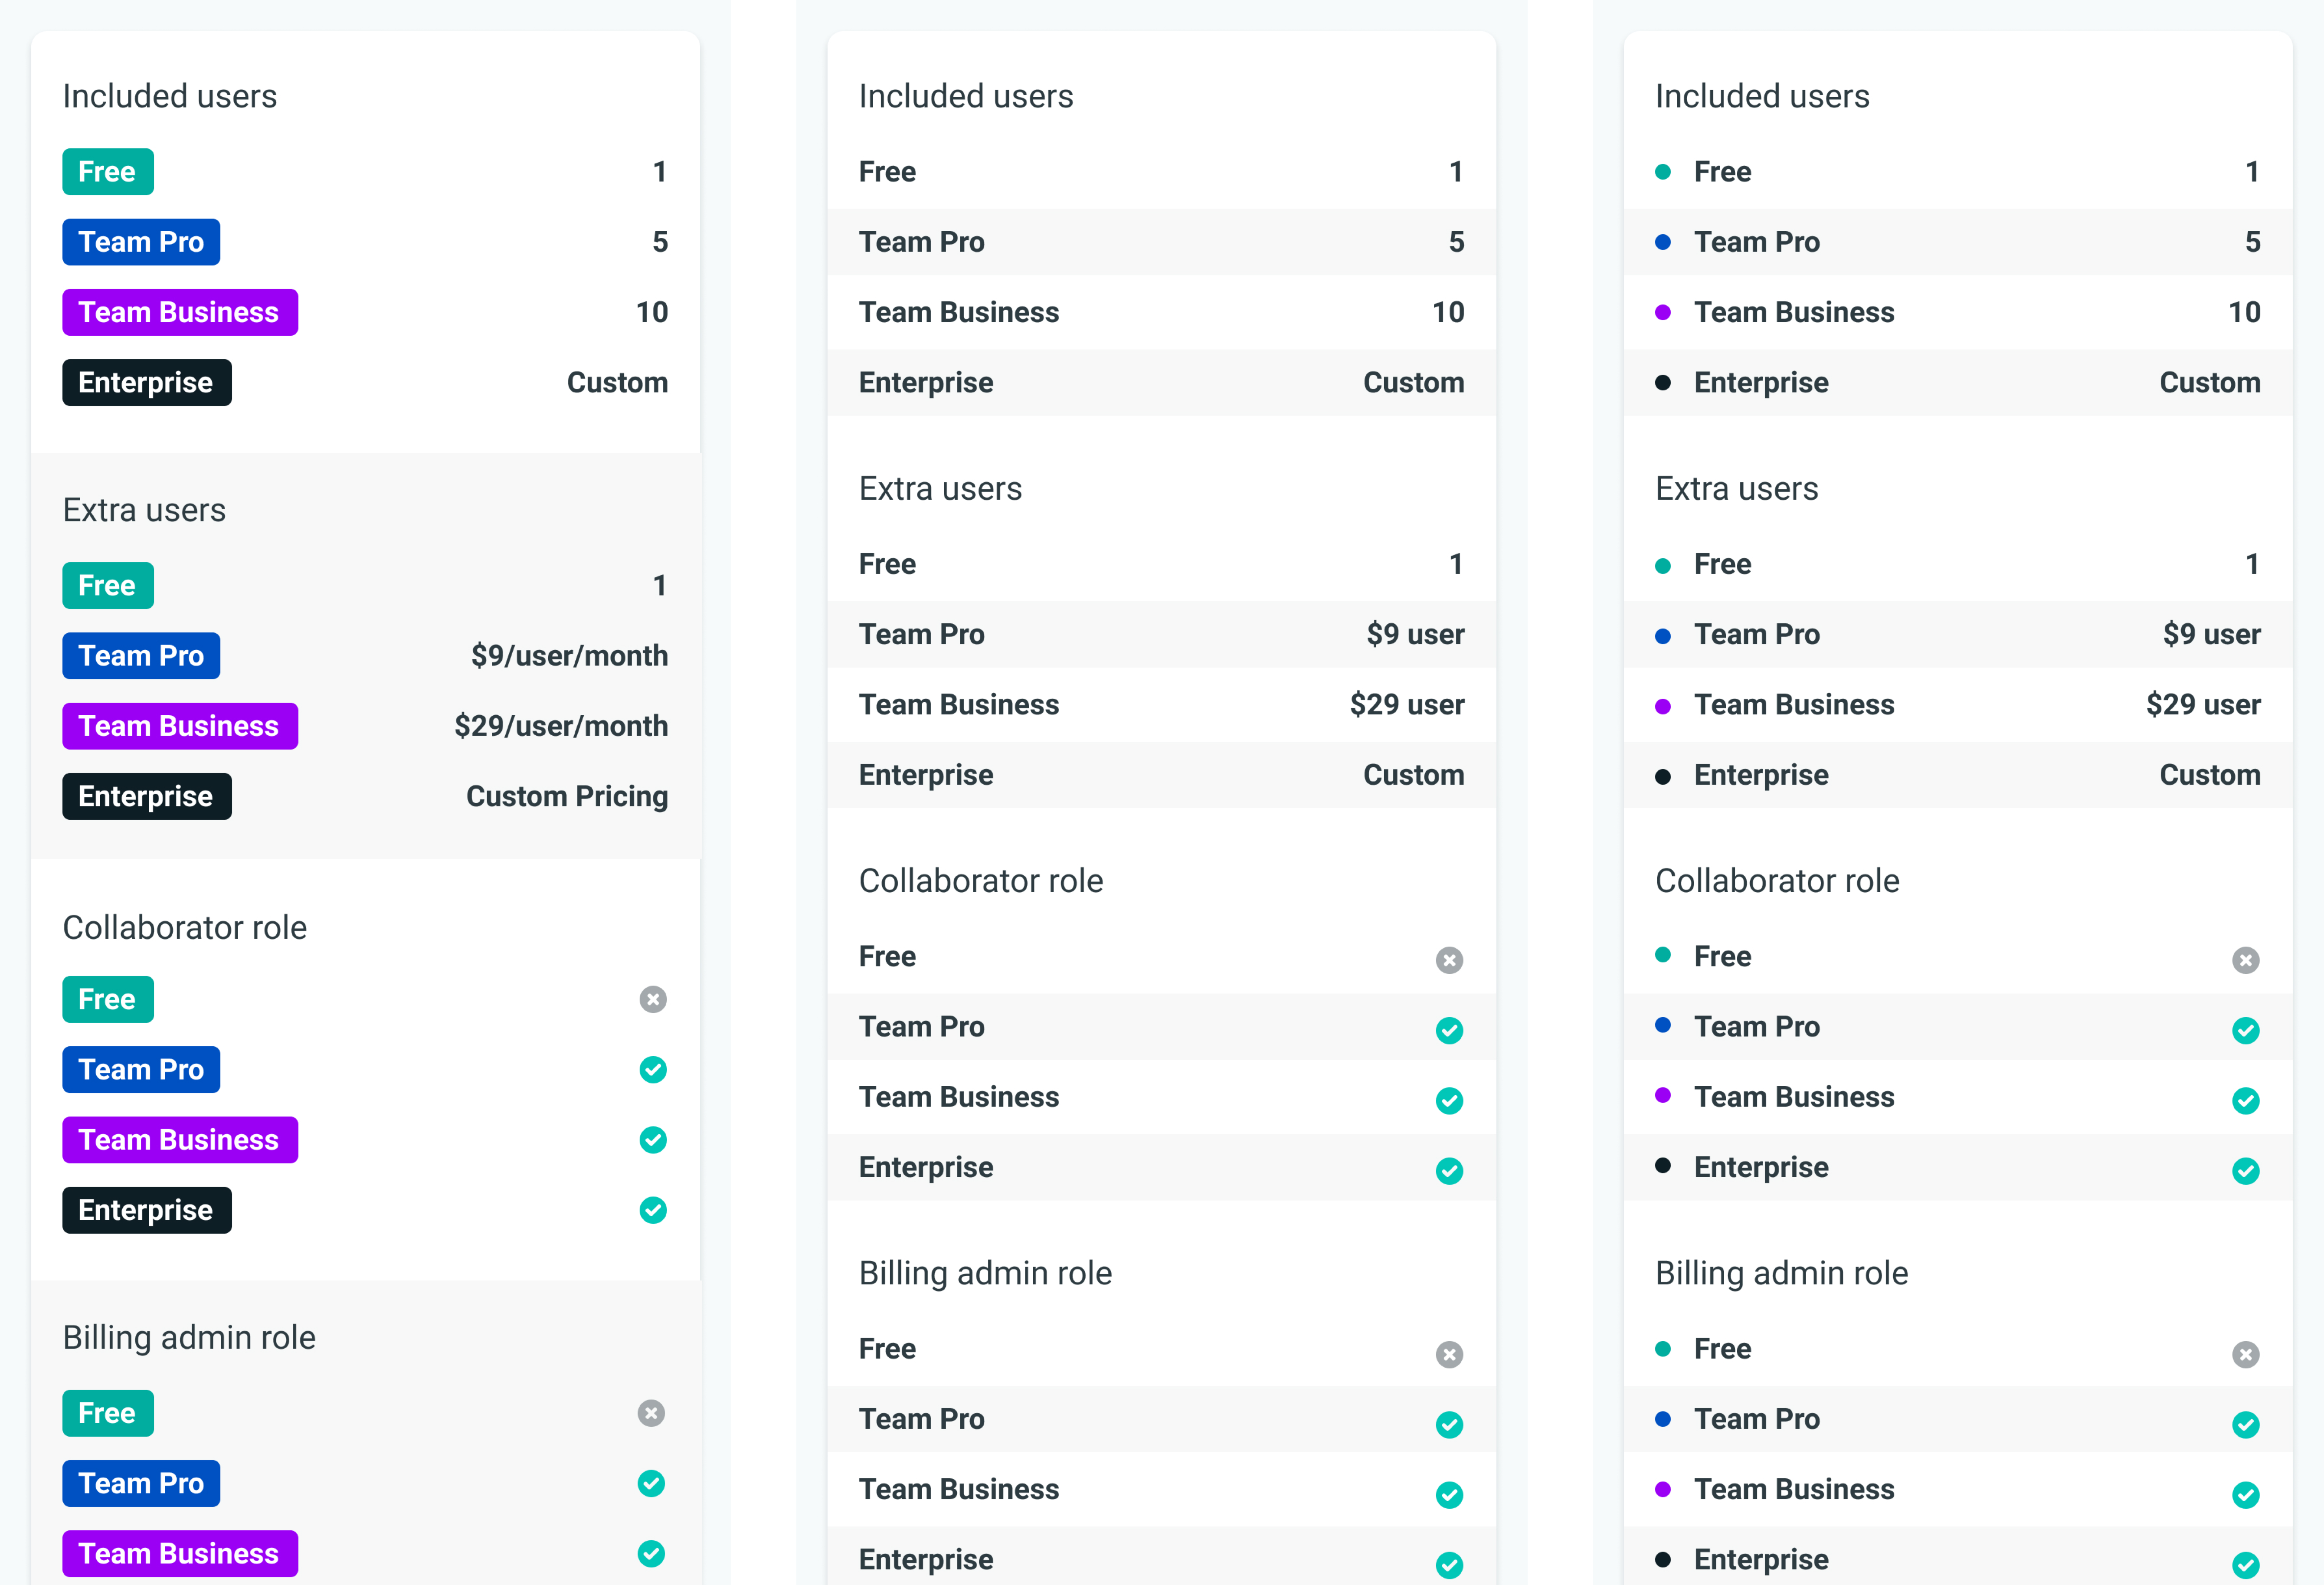 Included users
Free 1
Team Pro 5
Team Business 10
Enterprise Custom
Extra users
Free 1
Team Pro $9/user/month
Team Business $29/user/month
Enterprise Custom Pricing
Collaborator role
Free
Team Pro
Team Business
Enterprise
Billing admin role
Free
Team Pro
Team Business
Included users
Free 1
Team Pro 5
Team Business 10
Enterprise Custom
Extra users
Free 1
Team Pro $9 user
Team Business $29 user
Enterprise Custom
Collaborator role
Free
Team Pro
Team Business
Enterprise
Billing admin role
Free
Team Pro
Team Business
Enterprise
Included users
Free 1
Team Pro 5
Team Business 10
Enterprise Custom
Extra users
Free 1
Team Pro $9 user
Team Business $29 user
Enterprise Custom
Collaborator role
Free
Team Pro
Team Business
Enterprise
Billing admin role
Free
Team Pro
Team Business
Enterprise